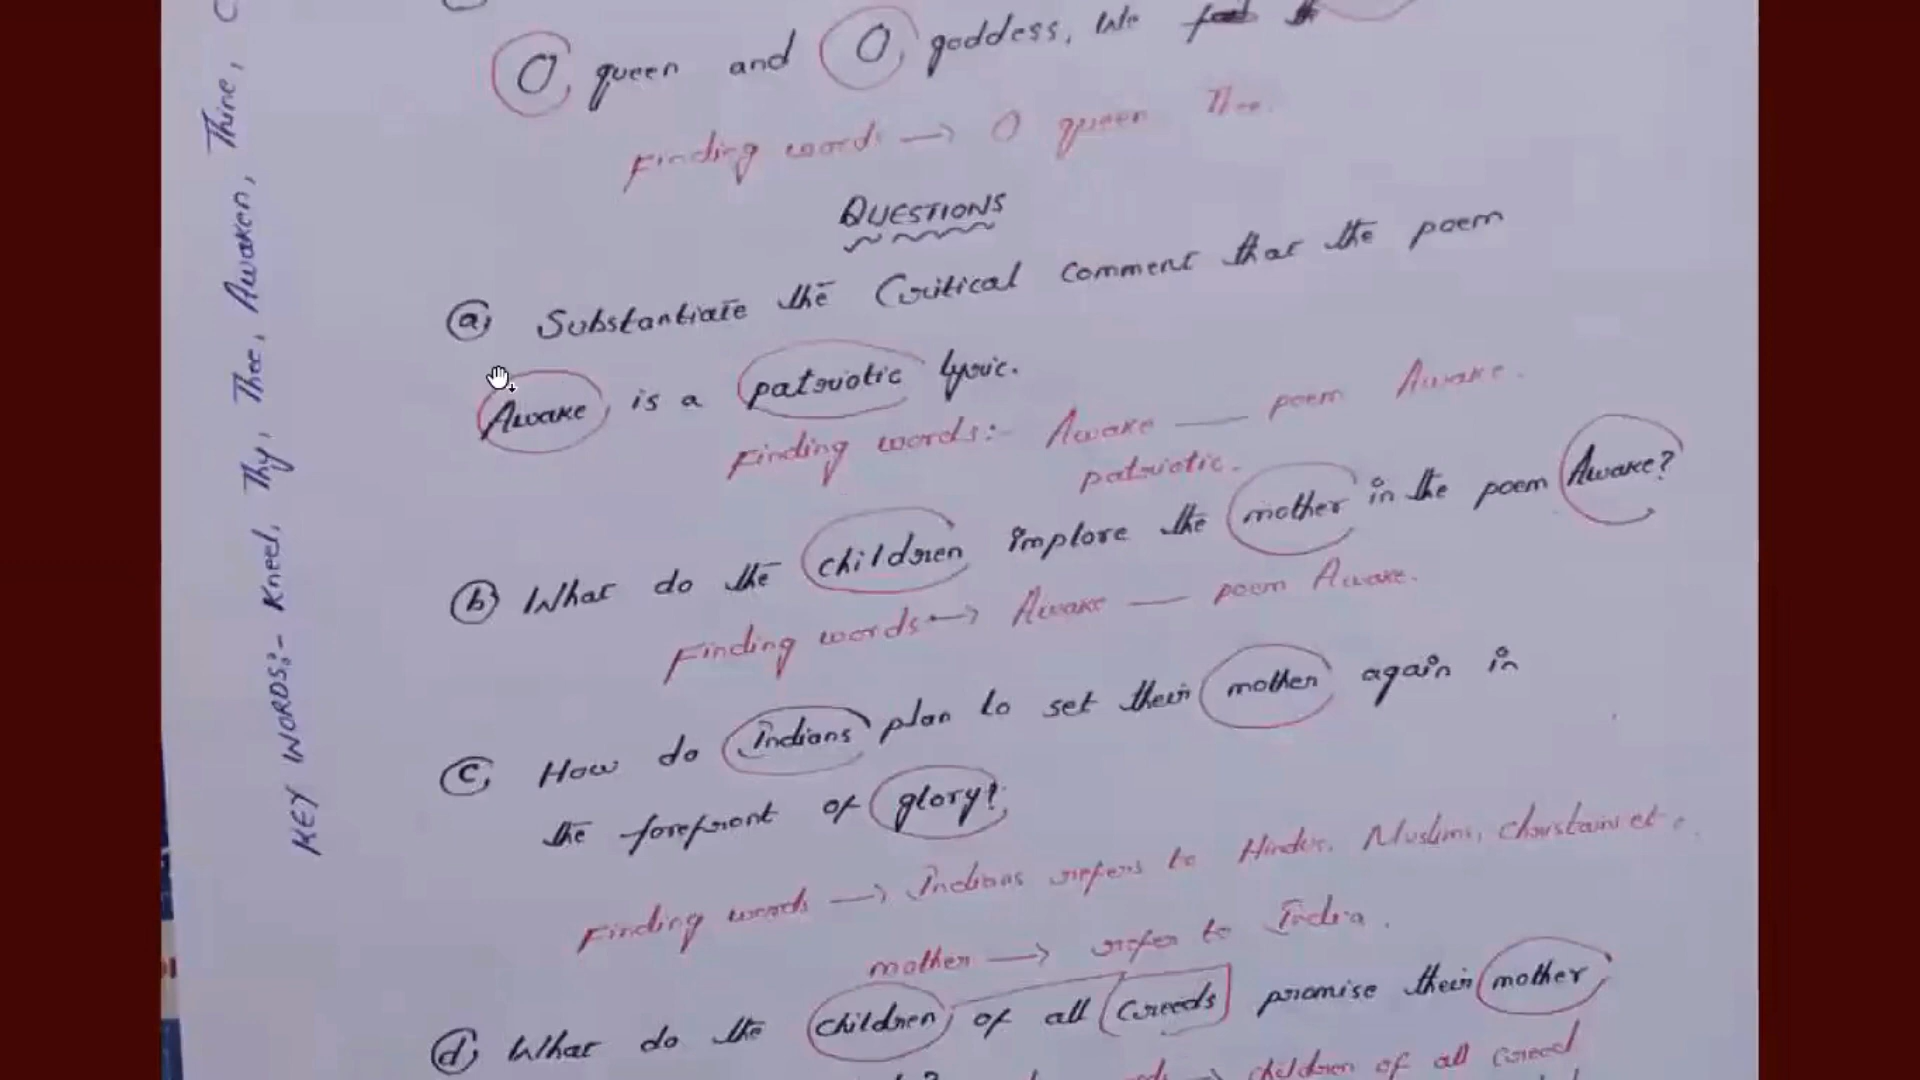 O queen and O, goddess, we
Finding words → O queen
QUESTIONS
(a) Substantiate the Critical comment that the poem
Awake is a patriotic lyric.
Finding words:- Awake — poem Awake.
patriotic.
(b) What do the children implore the mother in the poem Awake?
Finding words → Awake — poem Awake.
(c) How do Indians plan to set their mother again in
the forefront of glory?
Finding words → Indians refers to Hindus, Muslims, Christains etc.
mother → refer to India.
(d) What do the children of all Creeds promise their mother
children of all Creed
KEY WORDS:- Kneel, Thy, Thee, Awaken, Thine,